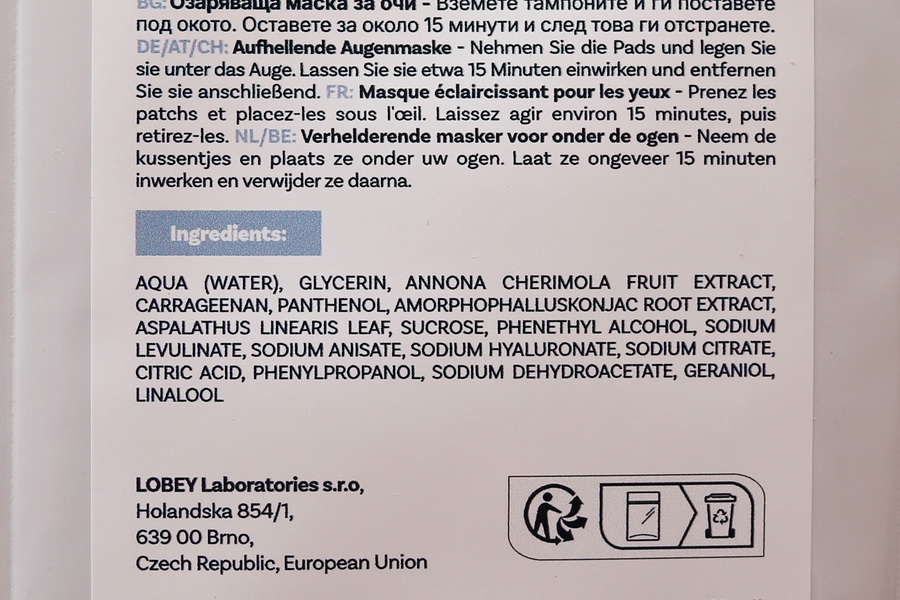 BG: Озаряваща маска за очи - Вземете тампоните и ги поставете
под окото. Оставете за около 15 минути и след това ги отстранете.
DE/AT/CH: Aufhellende Augenmaske - Nehmen Sie die Pads und legen Sie
sie unter das Auge. Lassen Sie sie etwa 15 Minuten einwirken und entfernen
Sie sie anschließend. FR: Masque éclaircissant pour les yeux - Prenez les
patchs et placez-les sous l'œil. Laissez agir environ 15 minutes, puis
retirez-les. NL/BE: Verhelderende masker voor onder de ogen - Neem de
kussentjes en plaats ze onder uw ogen. Laat ze ongeveer 15 minuten
inwerken en verwijder ze daarna.
Ingredients:
AQUA (WATER), GLYCERIN, ANNONA CHERIMOLA FRUIT EXTRACT,
CARRAGEENAN, PANTHENOL, AMORPHOPHALLUSKONJAC ROOT EXTRACT,
ASPALATHUS LINEARIS LEAF, SUCROSE, PHENETHYL ALCOHOL, SODIUM
LEVULINATE, SODIUM ANISATE, SODIUM HYALURONATE, SODIUM CITRATE,
CITRIC ACID, PHENYLPROPANOL, SODIUM DEHYDROACETATE, GERANIOL,
LINALOOL
LOBEY Laboratories s.r.o,
Holandska 854/1,
639 00 Brno,
Czech Republic, European Union